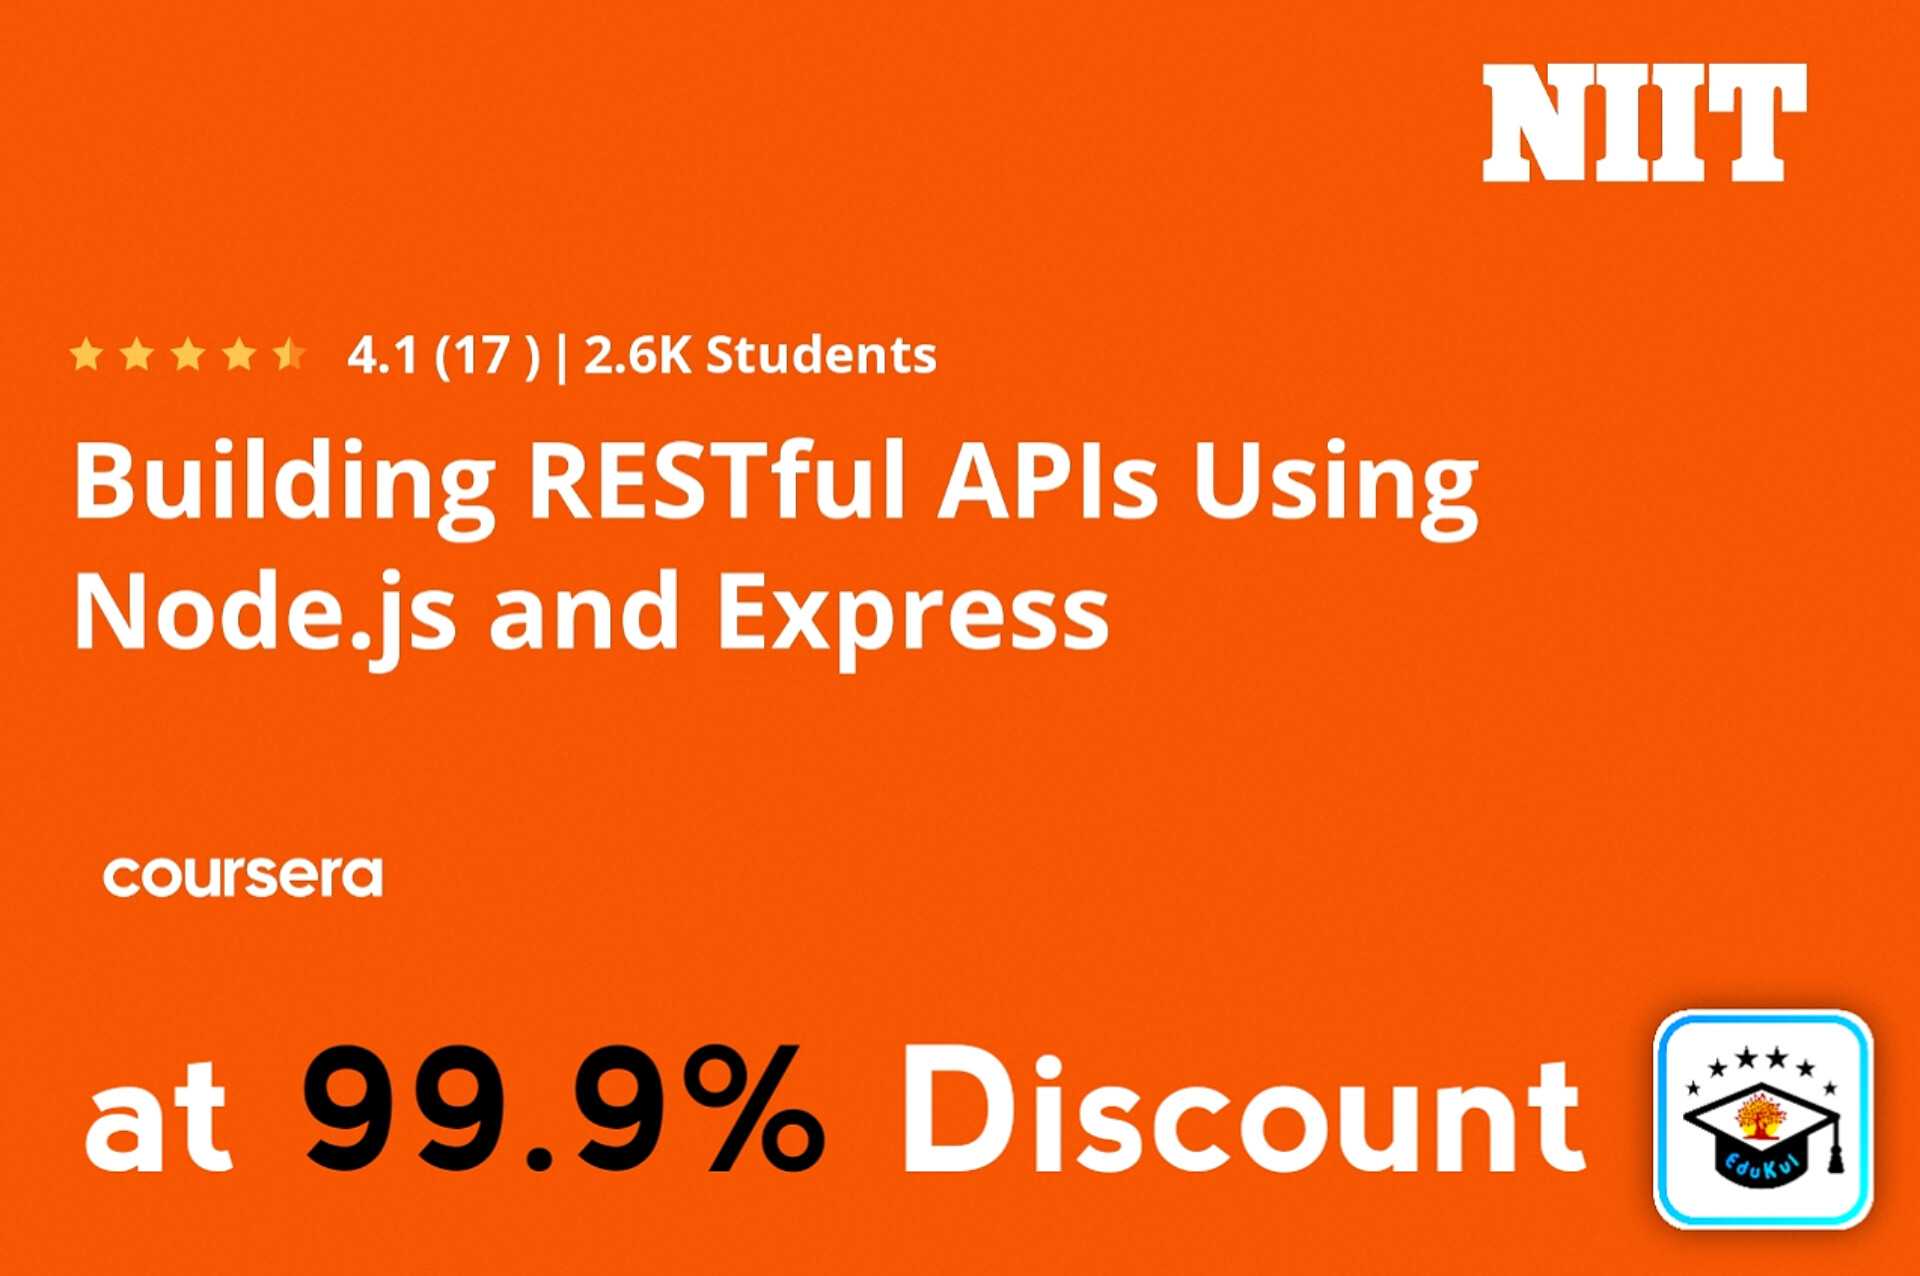 NIIT
4.1 (17 ) | 2.6K Students
Building RESTful APIs Using
Node.js and Express
coursera
at 99.9% Discount
EduKul